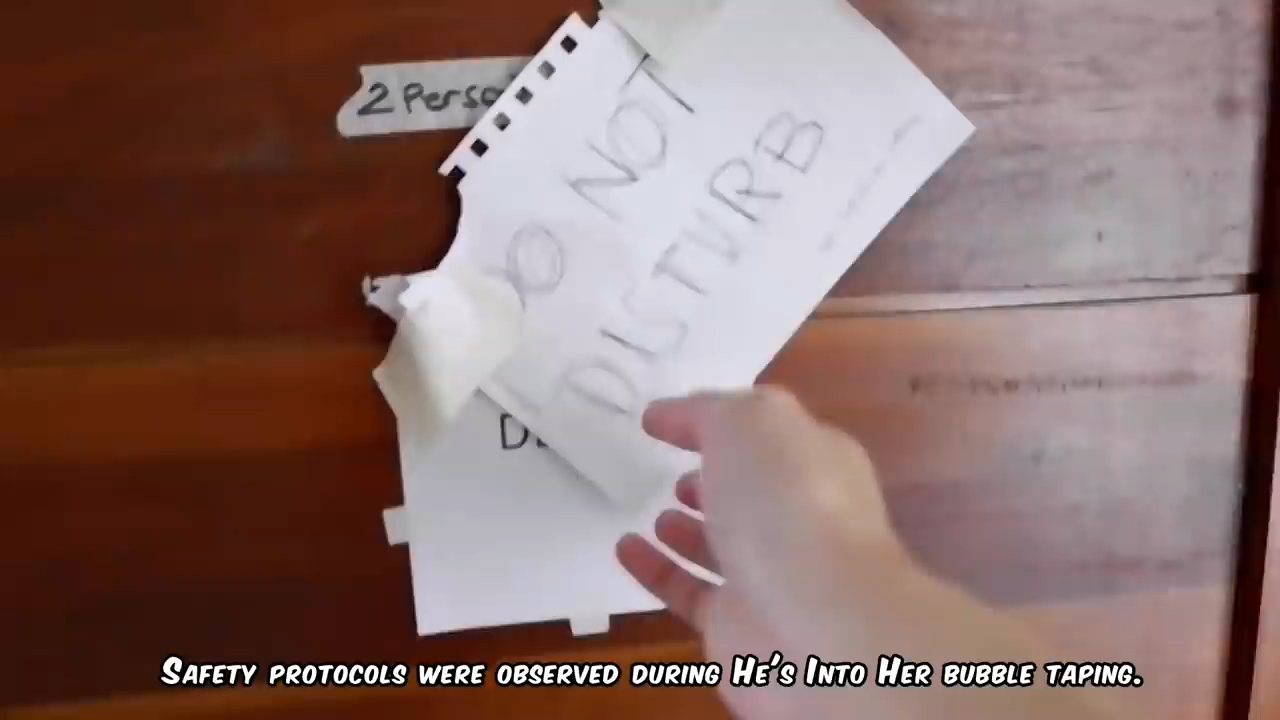 2 Perso
DO NOT
DISTURB
SAFETY PROTOCOLS WERE OBSERVED DURING HE'S INTO HER BUBBLE TAPING.